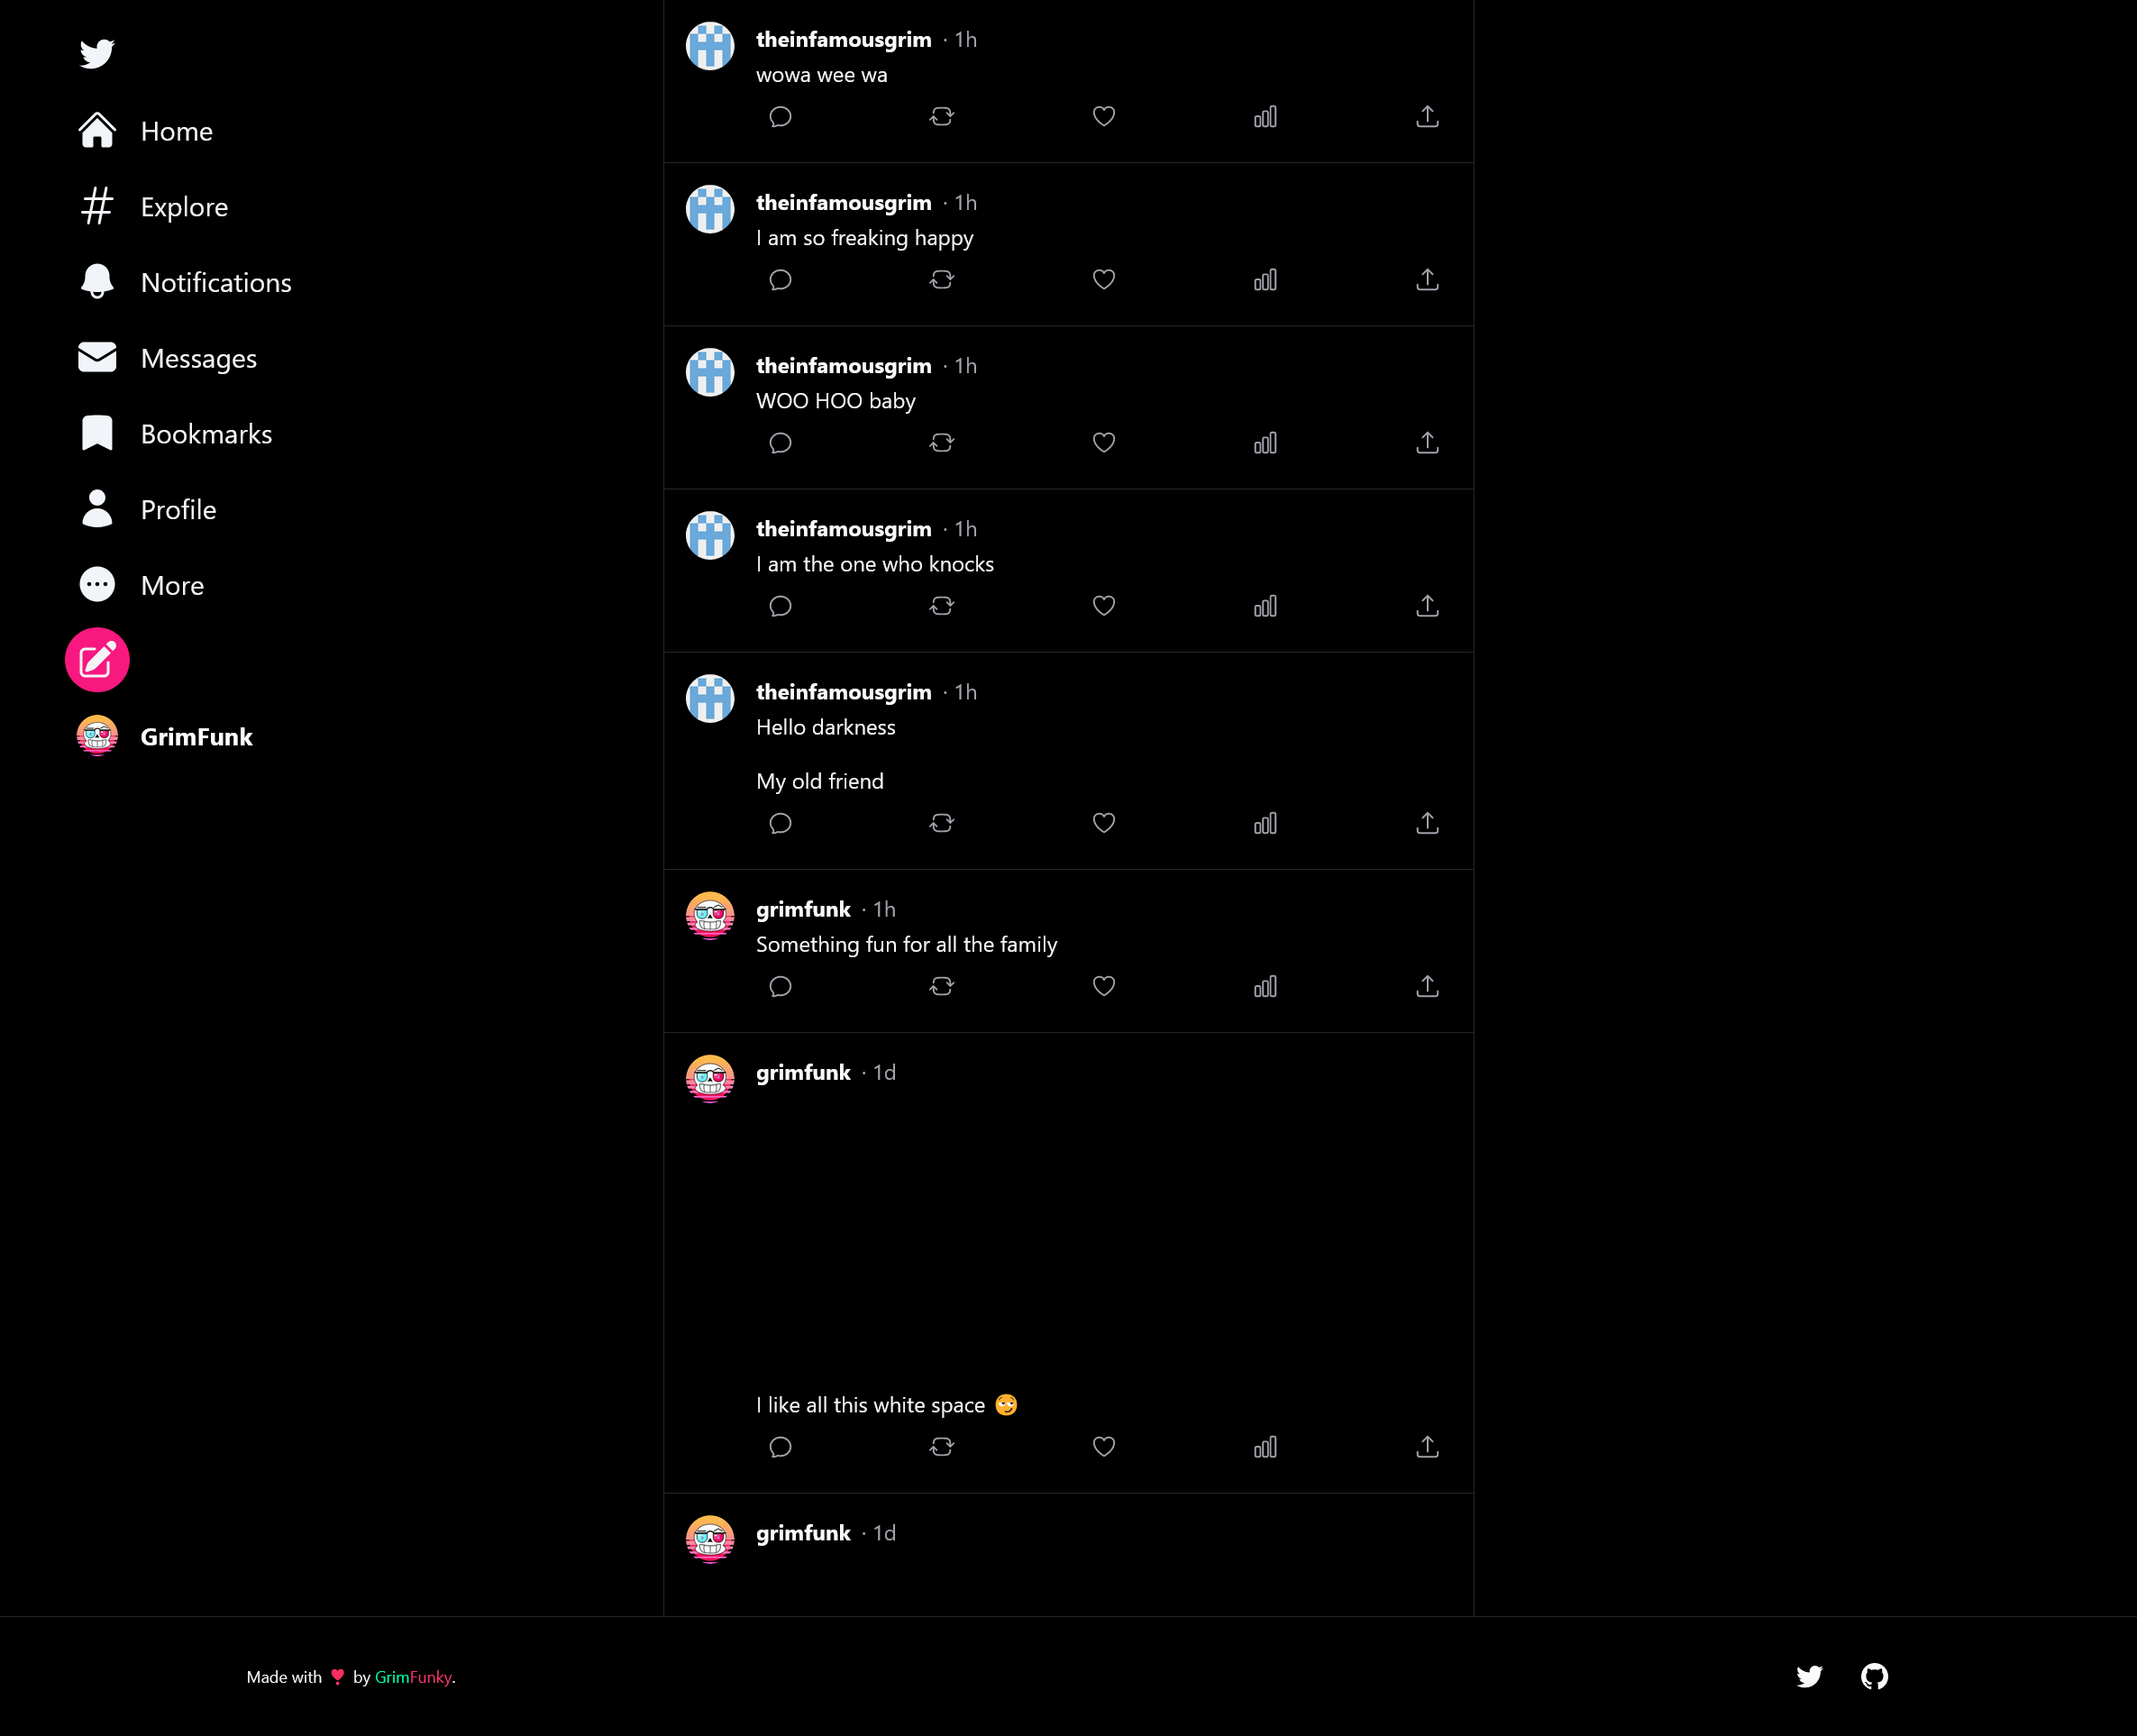 Home
Explore
Notifications
Messages
Bookmarks
Profile
More
GrimFunk
theinfamousgrim · 1h
wowa wee wa
theinfamousgrim · 1h
I am so freaking happy
theinfamousgrim · 1h
WOO HOO baby
theinfamousgrim · 1h
I am the one who knocks
theinfamousgrim · 1h
Hello darkness
My old friend
grimfunk · 1h
Something fun for all the family
grimfunk · 1d
I like all this white space 🙄
grimfunk · 1d
Made with ❣ by GrimFunky.